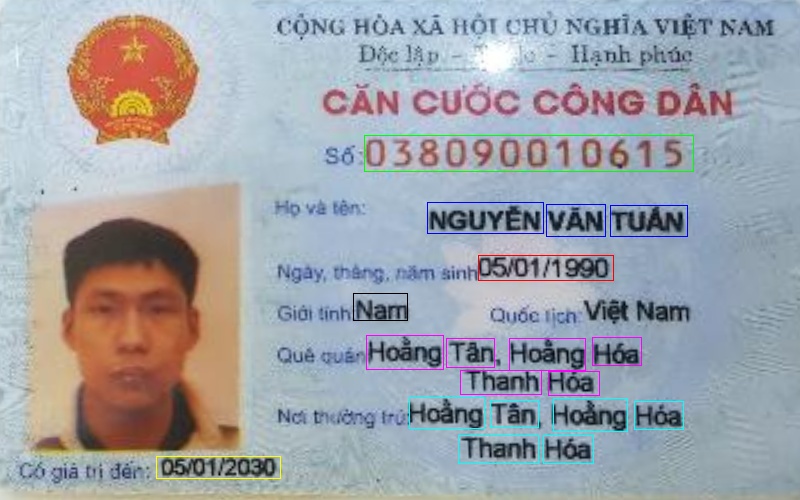 CỘNG HÒA XÃ HỘI CHỦ NGHĨA VIỆT NAM
Độc lập - do - Hạnh phúc
CĂN CƯỚC CÔNG DÂN
Số: 038090010615
Họ và tên: NGUYỄN VĂN TUẤN
Ngày, tháng, năm sinh 05/01/1990
Giới tính: Nam Quốc tịch: Việt Nam
Quê quán Hoằng Tân, Hoằng Hóa
Thanh Hóa
Nơi thường trú: Hoằng Tân, Hoằng Hóa
Thanh Hóa
Có giá trị đến: 05/01/2030